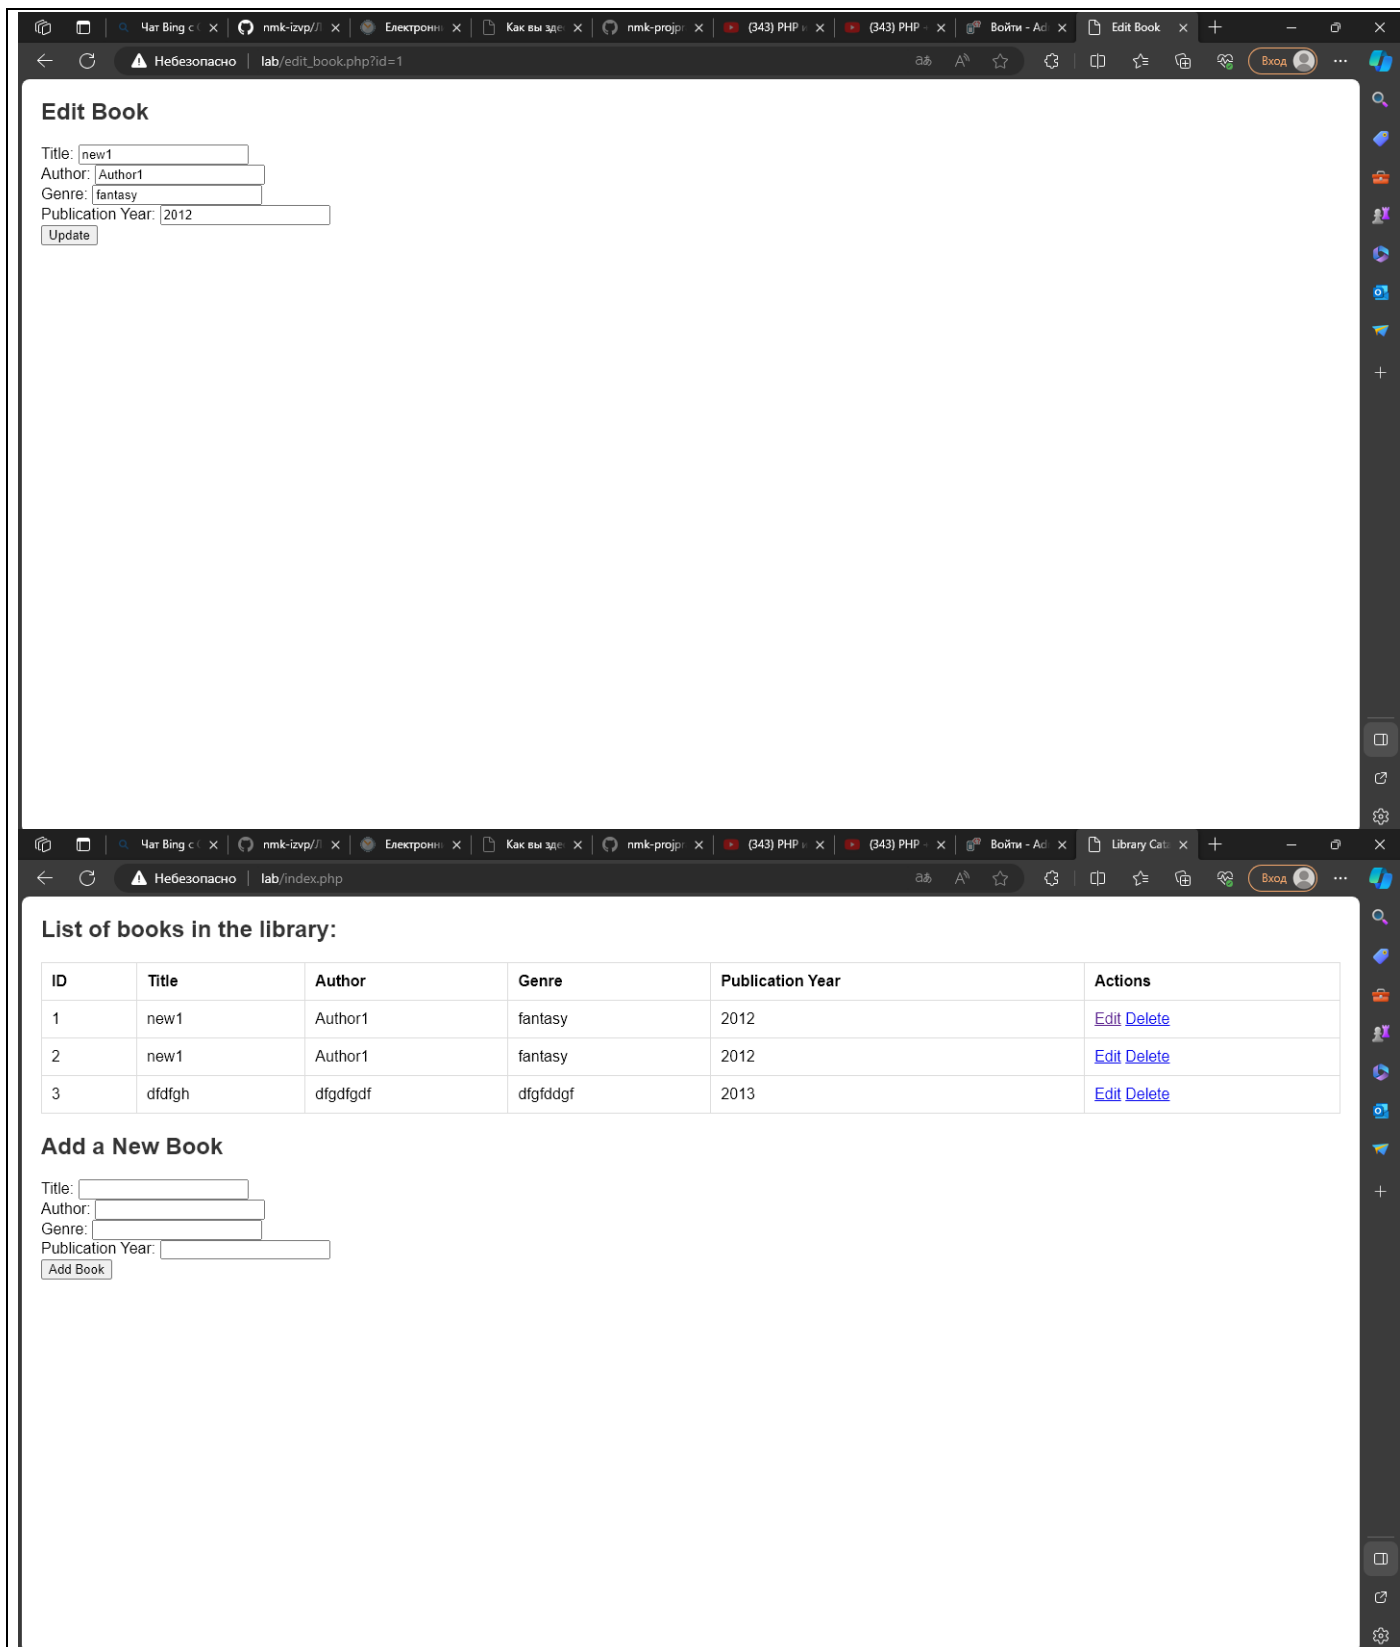 Чат Bing с nmk-izvp/Л Електронн Как вы зде nmk-projpr (343) PHP и (343) PHP - Войти - Ad Edit Book
Небезопасно lab/edit_book.php?id=1 Вход
Edit Book
Title: new1
Author: Author1
Genre: fantasy
Publication Year: 2012
Update
Чат Bing с nmk-izvp/Л Електронн Как вы зде nmk-projpr (343) PHP и (343) PHP - Войти - Ad Library Cata
Небезопасно lab/index.php Вход
List of books in the library:
ID Title Author Genre Publication Year Actions
1 new1 Author1 fantasy 2012 Edit Delete
2 new1 Author1 fantasy 2012 Edit Delete
3 dfdfgh dfgdfgdf dfgfddgf 2013 Edit Delete
Add a New Book
Title:
Author:
Genre:
Publication Year:
Add Book